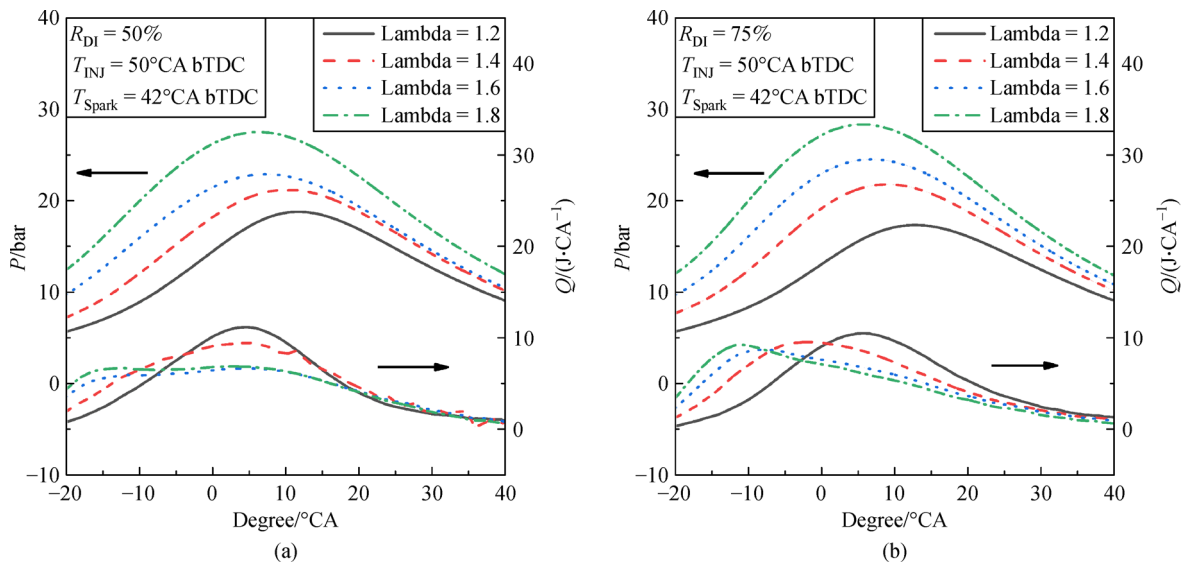 R_DI = 50%
T_INJ = 50°CA bTDC
T_Spark = 42°CA bTDC
Lambda = 1.2
Lambda = 1.4
Lambda = 1.6
Lambda = 1.8
40
30
20
10
0
−10
P/bar
40
30
20
10
0
Q/(J·CA⁻¹)
−20
−10
0
10
20
30
40
Degree/°CA
(a)
R_DI = 75%
T_INJ = 50°CA bTDC
T_Spark = 42°CA bTDC
Lambda = 1.2
Lambda = 1.4
Lambda = 1.6
Lambda = 1.8
40
30
20
10
0
−10
P/bar
40
30
20
10
0
Q/(J·CA⁻¹)
−20
−10
0
10
20
30
40
Degree/°CA
(b)